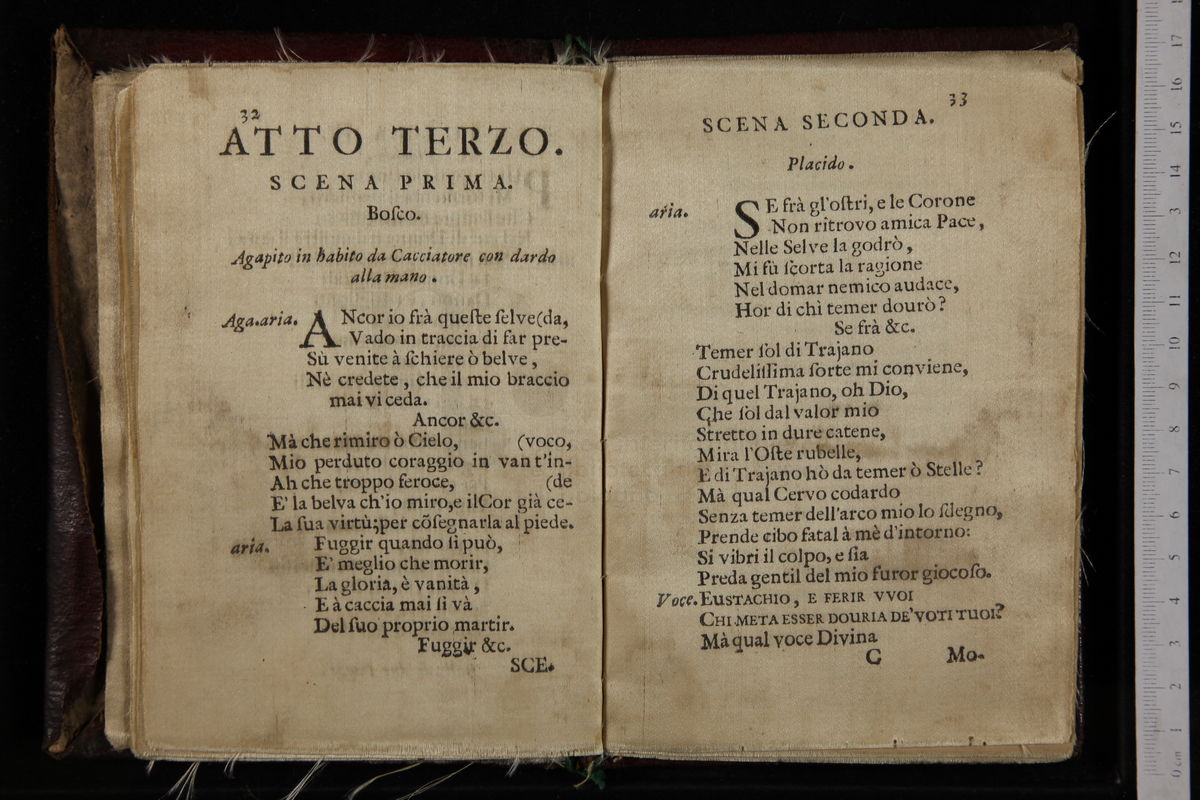 32
ATTO TERZO.
SCENA PRIMA.
Boſco.
Agapito in habito da Cacciatore con dardo
alla mano.
Aga.aria. ANcor io frà queſte ſelve(da,
Vado in traccia di far pre-
Sù venite à ſchiere ò belve,
Nè credete, che il mio braccio
mai vi ceda.
Ancor &c.
Mà che rimiro ò Cielo, (voco,
Mio perduto coraggio in van t'in-
Ah che troppo feroce, (de
E' la belva ch'io miro,e ilCor già ce-
La ſua virtù;per cõſegnarla al piede.
aria. Fuggir quando ſi può,
E' meglio che morir,
La gloria, è vanità,
E à caccia mai ſi và
Del ſuo proprio martir.
Fuggir &c.
SCE.
33
SCENA SECONDA.
Placido.
aria. SE frà gl'oſtri, e le Corone
Non ritrovo amica Pace,
Nelle Selve la godrò,
Mi fù ſcorta la ragione
Nel domar nemico audace,
Hor di chi temer dourò?
Se frà &c.
Temer ſol di Trajano
Crudeliſſima ſorte mi conviene,
Di quel Trajano, oh Dio,
Che ſol dal valor mio
Stretto in dure catene,
Mira l'Oſte rubelle,
E di Trajano hò da temer ò Stelle?
Mà qual Cervo codardo
Senza temer dell'arco mio lo ſdegno,
Prende cibo fatal à mè d'intorno:
Si vibri il colpo, e ſia
Preda gentil del mio furor giocoſo.
Voce. EUSTACHIO, E FERIR VVOI
CHI META ESSER DOURIA DE'VOTI TUOI?
Mà qual voce Divina
C Mo-